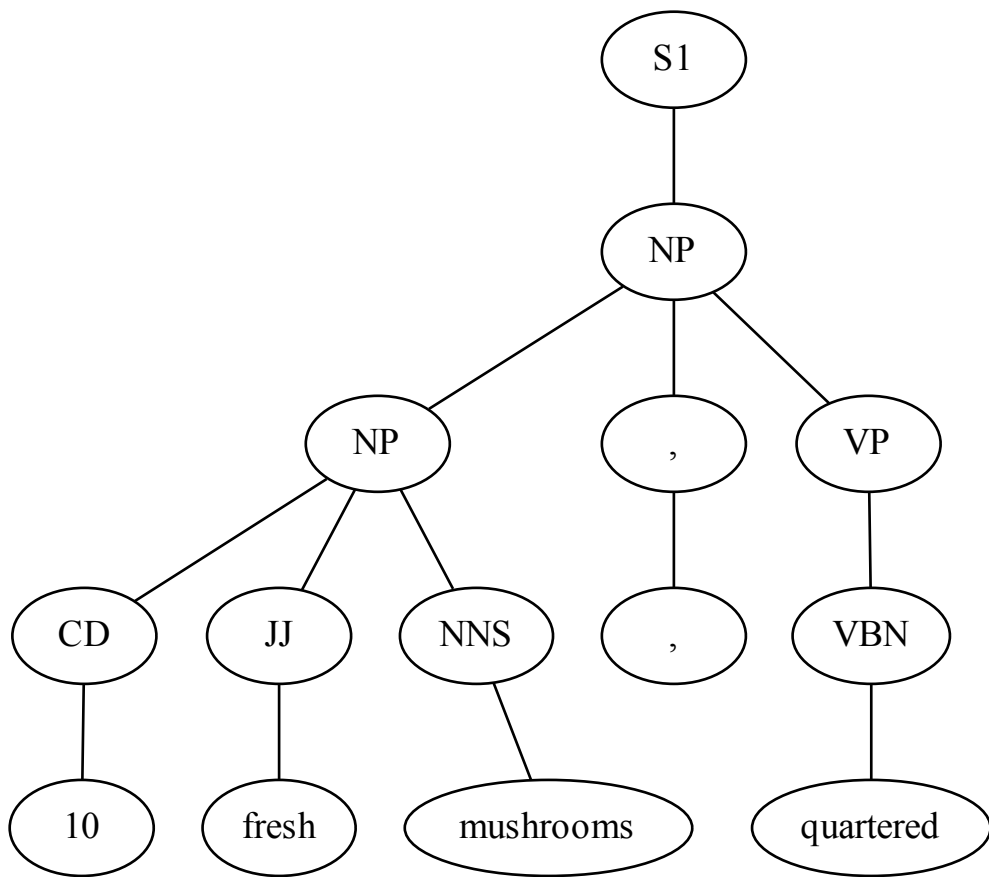 S1
NP
NP , VP
CD JJ NNS , VBN
10 fresh mushrooms quartered